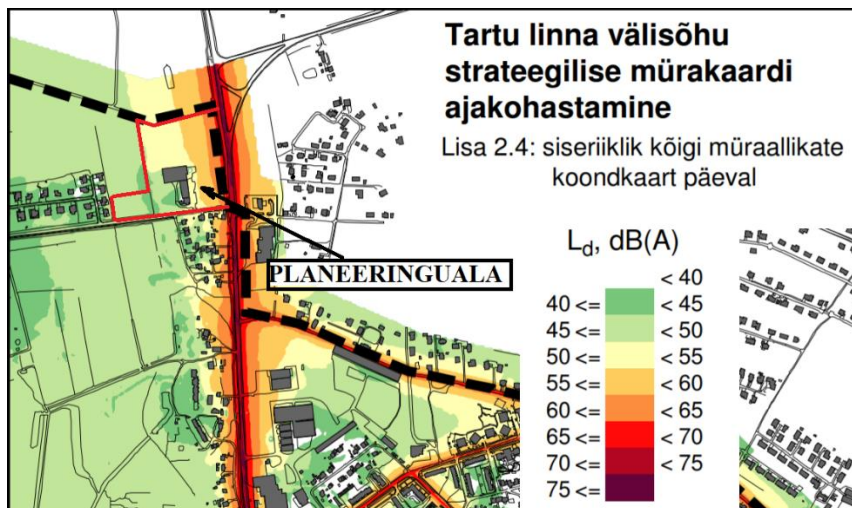 Tartu linna välisõhu
strateegilise mürakaardi
ajakohastamine
Lisa 2.4: siseriiklik kõigi müraallikate
koondkaart päeval
PLANEERINGUALA
Ld, dB(A)
< 40
40 <= < 45
45 <= < 50
50 <= < 55
55 <= < 60
60 <= < 65
65 <= < 70
70 <= < 75
75 <=